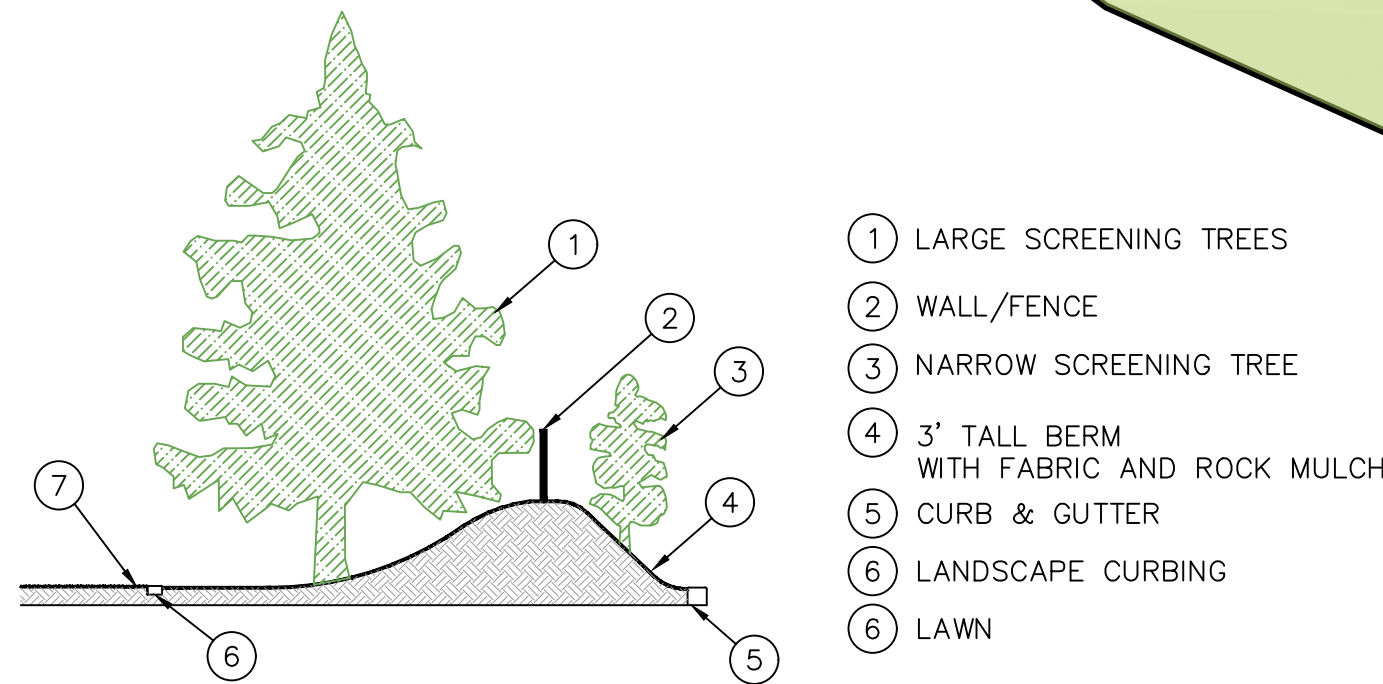 1
2
3
7
4
6
5
1 LARGE SCREENING TREES
2 WALL/FENCE
3 NARROW SCREENING TREE
4 3' TALL BERM
WITH FABRIC AND ROCK MULCH
5 CURB & GUTTER
6 LANDSCAPE CURBING
6 LAWN